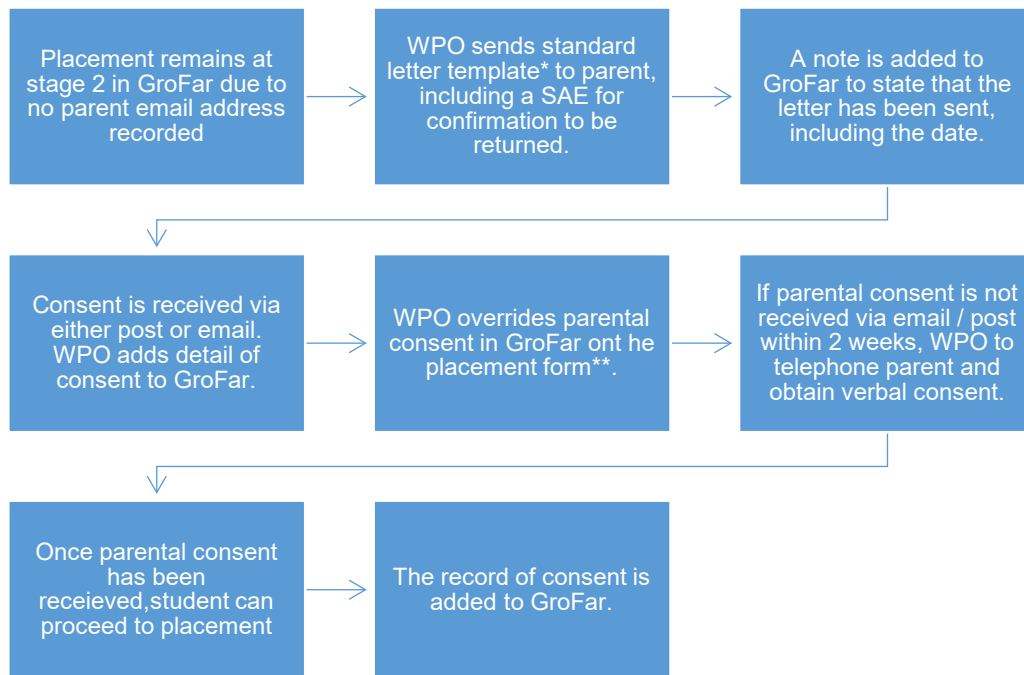 Placement remains at
stage 2 in GroFar due to
no parent email address
recorded
WPO sends standard
letter template* to parent,
including a SAE for
confirmation to be
returned.
A note is added to
GroFar to state that the
letter has been sent,
including the date.
Consent is received via
either post or email.
WPO adds detail of
consent to GroFar.
WPO overrides parental
consent in GroFar ont he
placement form**.
If parental consent is not
received via email / post
within 2 weeks, WPO to
telephone parent and
obtain verbal consent.
Once parental consent
has been
receieved,student can
proceed to placement
The record of consent is
added to GroFar.